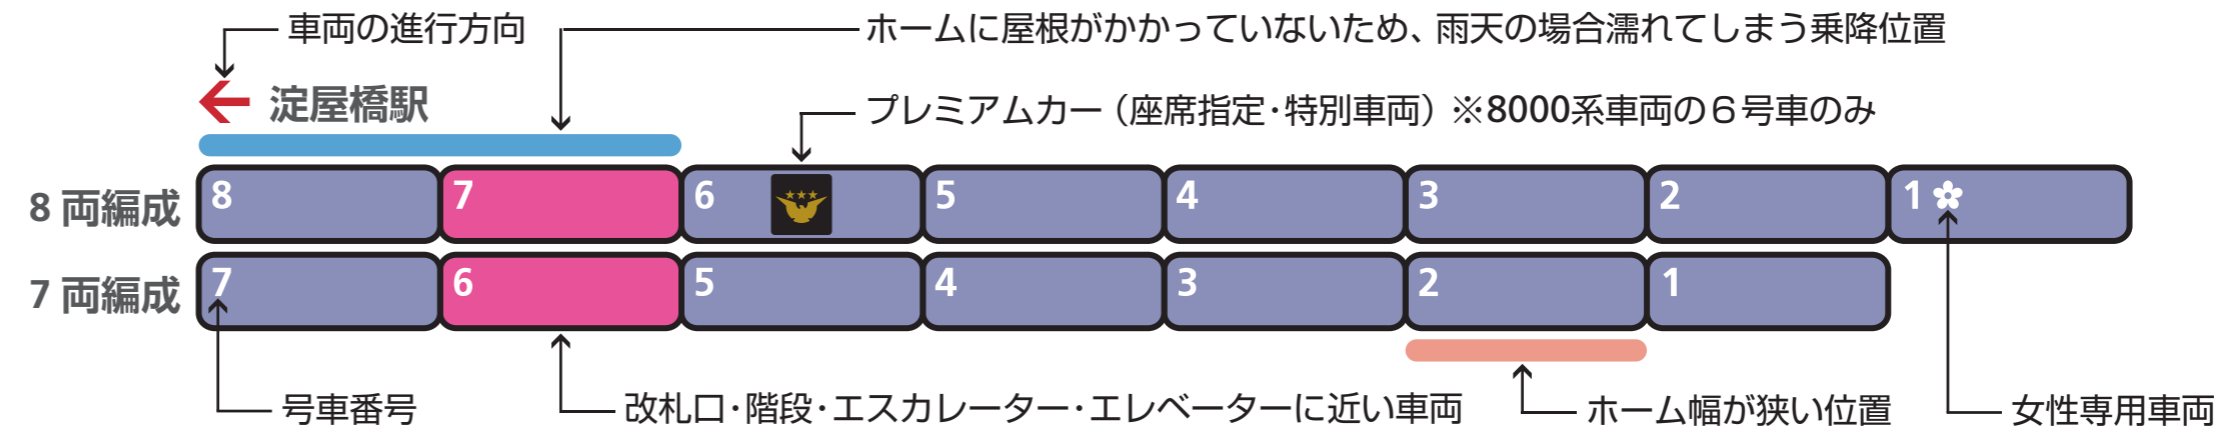 車両の進行方向
ホームに屋根がかかっていないため、雨天の場合濡れてしまう乗降位置
淀屋橋駅
プレミアムカー（座席指定・特別車両）※8000系車両の６号車のみ
8 両編成 8 7 6 5 4 3 2 1
7 両編成 7 6 5 4 3 2 1
号車番号
改札口・階段・エスカレーター・エレベーターに近い車両
ホーム幅が狭い位置
女性専用車両